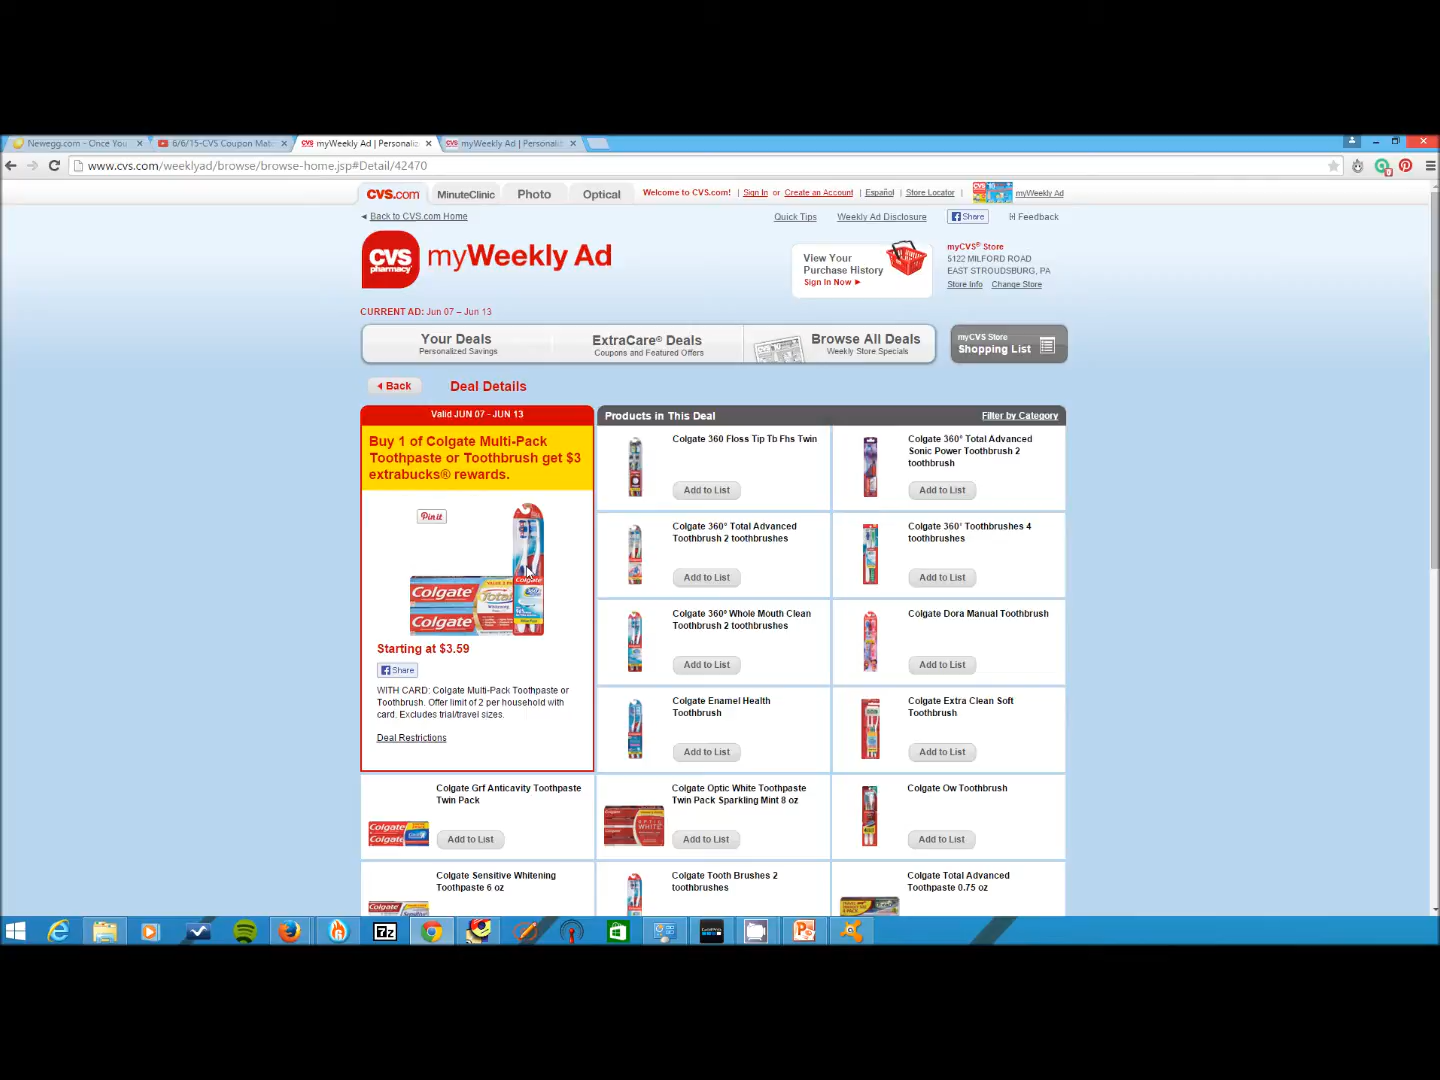 Newegg.com - Once You
6/6/15-CVS Coupon Mat
myWeekly Ad | Personaliz
myWeekly Ad | Personaliz
www.cvs.com/weeklyad/browse/browse-home.jsp#Detail/42470
CVS.com
MinuteClinic
Photo
Optical
Welcome to CVS.com! | Sign In or Create an Account | Español | Store Locator | myWeekly Ad
Back to CVS.com Home
Quick Tips
Weekly Ad Disclosure
Share
Feedback
CVS
pharmacy
myWeekly Ad
View Your
Purchase History
Sign In Now
myCVS® Store
5122 MILFORD ROAD
EAST STROUDSBURG, PA
Store Info Change Store
CURRENT AD: Jun 07 – Jun 13
Your Deals
Personalized Savings
ExtraCare® Deals
Coupons and Featured Offers
Browse All Deals
Weekly Store Specials
myCVS Store
Shopping List
Back
Deal Details
Valid JUN 07 - JUN 13
Buy 1 of Colgate Multi-Pack
Toothpaste or Toothbrush get $3
extrabucks® rewards.
Pin it
Colgate
Total
Colgate
Colgate
Starting at $3.59
Share
WITH CARD: Colgate Multi-Pack Toothpaste or
Toothbrush. Offer limit of 2 per household with
card. Excludes trial/travel sizes.
Deal Restrictions
Products in This Deal
Filter by Category
Colgate 360 Floss Tip Tb Fhs Twin
Add to List
Colgate 360° Total Advanced
Sonic Power Toothbrush 2
toothbrush
Add to List
Colgate 360° Total Advanced
Toothbrush 2 toothbrushes
Add to List
Colgate 360° Toothbrushes 4
toothbrushes
Add to List
Colgate 360º Whole Mouth Clean
Toothbrush 2 toothbrushes
Add to List
Colgate Dora Manual Toothbrush
Add to List
Colgate Enamel Health
Toothbrush
Add to List
Colgate Extra Clean Soft
Toothbrush
Add to List
Colgate Grf Anticavity Toothpaste
Twin Pack
Add to List
Colgate Optic White Toothpaste
Twin Pack Sparkling Mint 8 oz
Add to List
Colgate Ow Toothbrush
Add to List
Colgate Sensitive Whitening
Toothpaste 6 oz
Colgate Tooth Brushes 2
toothbrushes
Colgate Total Advanced
Toothpaste 0.75 oz
Tz